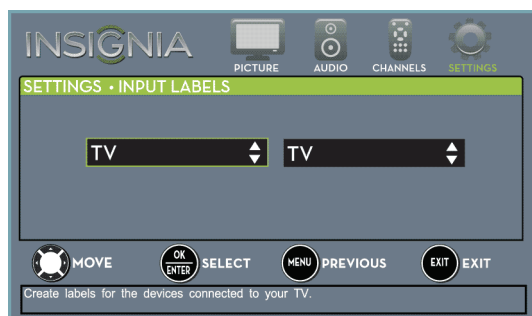 INSIGNIA
PICTURE AUDIO CHANNELS SETTINGS
SETTINGS • INPUT LABELS
TV TV
MOVE OK ENTER SELECT MENU PREVIOUS EXIT EXIT
Create labels for the devices connected to your TV.